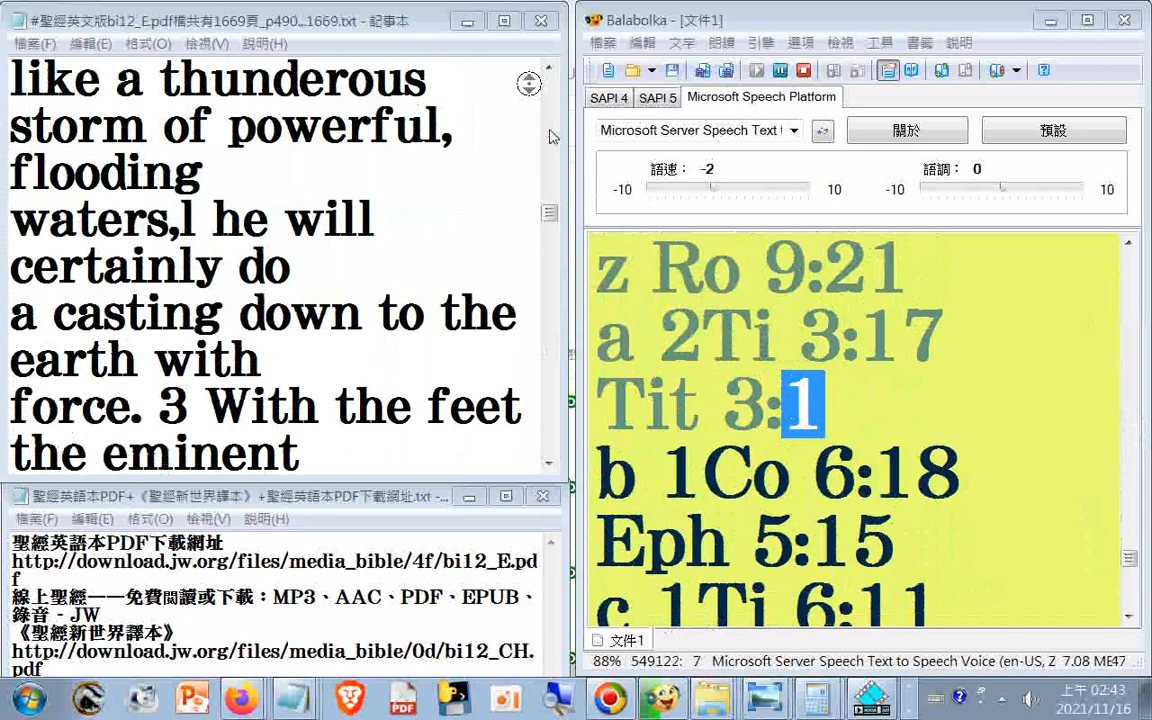 #聖經英文版bi12_E.pdf檔共有1669頁_p490...1669.txt - 記事本
檔案(F) 編輯(E) 格式(O) 檢視(V) 說明(H)
like a thunderous
storm of powerful,
flooding
waters,l he will
certainly do
a casting down to the
earth with
force. 3 With the feet
the eminent
聖經英語本PDF+《聖經新世界譯本》+聖經英語本PDF下載網址.txt - ...
檔案(F) 編輯(E) 格式(O) 檢視(V) 說明(H)
聖經英語本PDF下載網址
http://download.jw.org/files/media_bible/4f/bi12_E.pd
f
線上聖經——免費閱讀或下載：MP3、AAC、PDF、EPUB、
錄音 - JW
《聖經新世界譯本》
http://download.jw.org/files/media_bible/0d/bi12_CH.
pdf
Balabolka - [文件1]
檔案 編輯 文字 朗讀 引擎 選項 檢視 工具 書籤 說明
SAPI 4 SAPI 5 Microsoft Speech Platform
Microsoft Server Speech Text t 關於 預設
語速： -2 語調： 0
-10 10 -10 10
z Ro 9:21
a 2Ti 3:17
Tit 3:1
b 1Co 6:18
Eph 5:15
c 1Ti 6:11
文件1
88% 549122: 7 Microsoft Server Speech Text to Speech Voice (en-US, Z 7.08 ME47
上午 02:43
2021/11/16